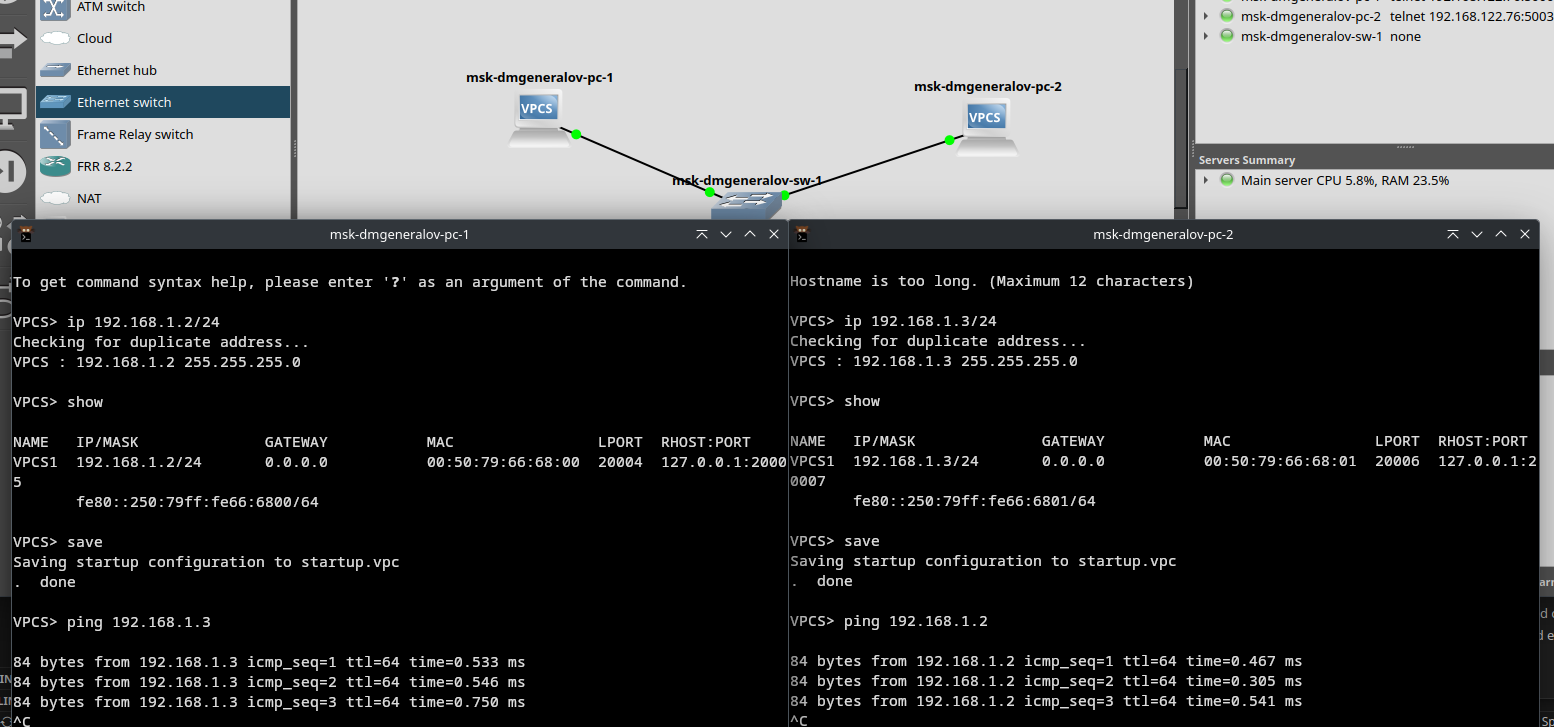 ATM switch
Cloud
Ethernet hub
Ethernet switch
Frame Relay switch
FRR 8.2.2
NAT
msk-dmgeneralov-pc-1
VPCS
msk-dmgeneralov-pc-2
VPCS
msk-dmgeneralov-sw-1
msk-dmgeneralov-pc-2 telnet 192.168.122.76:5003
msk-dmgeneralov-sw-1 none
Servers Summary
Main server CPU 5.8%, RAM 23.5%
msk-dmgeneralov-pc-1
To get command syntax help, please enter '?' as an argument of the command.
VPCS> ip 192.168.1.2/24
Checking for duplicate address...
VPCS : 192.168.1.2 255.255.255.0
VPCS> show
NAME IP/MASK GATEWAY MAC LPORT RHOST:PORT
VPCS1 192.168.1.2/24 0.0.0.0 00:50:79:66:68:00 20004 127.0.0.1:2000
5
fe80::250:79ff:fe66:6800/64
VPCS> save
Saving startup configuration to startup.vpc
. done
VPCS> ping 192.168.1.3
84 bytes from 192.168.1.3 icmp_seq=1 ttl=64 time=0.533 ms
84 bytes from 192.168.1.3 icmp_seq=2 ttl=64 time=0.546 ms
84 bytes from 192.168.1.3 icmp_seq=3 ttl=64 time=0.750 ms
^C
msk-dmgeneralov-pc-2
Hostname is too long. (Maximum 12 characters)
VPCS> ip 192.168.1.3/24
Checking for duplicate address...
VPCS : 192.168.1.3 255.255.255.0
VPCS> show
NAME IP/MASK GATEWAY MAC LPORT RHOST:PORT
VPCS1 192.168.1.3/24 0.0.0.0 00:50:79:66:68:01 20006 127.0.0.1:2
0007
fe80::250:79ff:fe66:6801/64
VPCS> save
Saving startup configuration to startup.vpc
. done
VPCS> ping 192.168.1.2
84 bytes from 192.168.1.2 icmp_seq=1 ttl=64 time=0.467 ms
84 bytes from 192.168.1.2 icmp_seq=2 ttl=64 time=0.305 ms
84 bytes from 192.168.1.2 icmp_seq=3 ttl=64 time=0.541 ms
^C